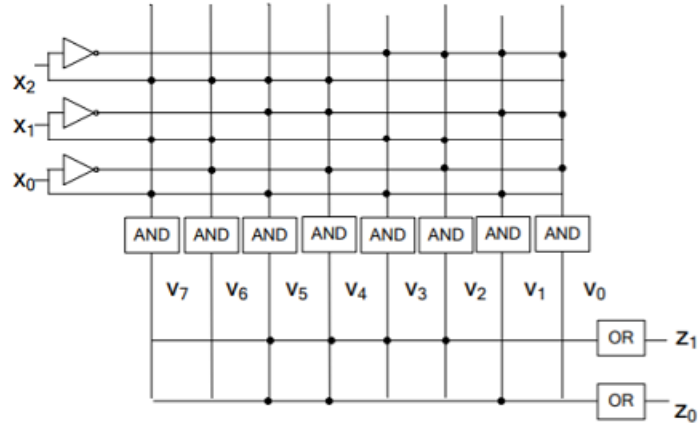 x₂
x₁
x₀
AND AND AND AND AND AND AND AND
v₇ v₆ v₅ v₄ v₃ v₂ v₁ v₀
OR z₁
OR z₀